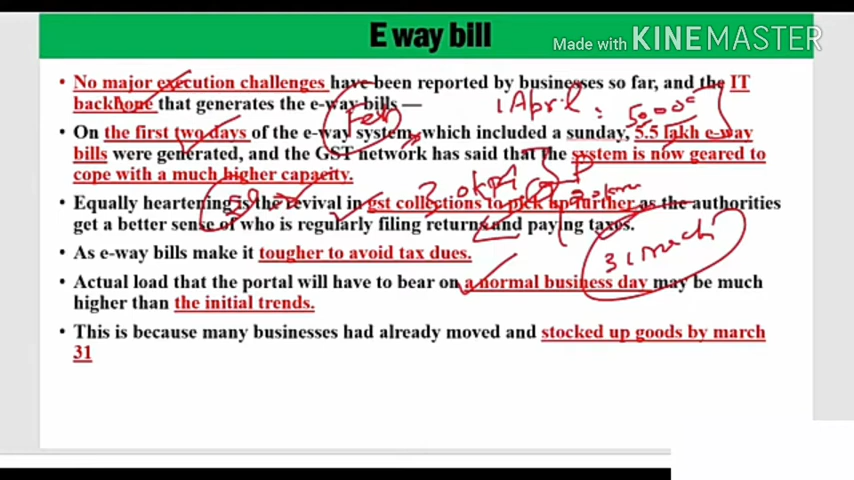 E way bill
Made with KINEMASTER
• No major execution challenges have been reported by businesses so far, and the IT
backbone that generates the e-way bills —
1 April :
50000
Feb
• On the first two days of the e-way system, which included a sunday, 5.5 lakh e-way
bills were generated, and the GST network has said that the system is now geared to
cope with a much higher capacity.
• Equally heartening is the revival in gst collections to pick up further as the authorities
get a better sense of who is regularly filing returns and paying taxes.
31 march
• As e-way bills make it tougher to avoid tax dues.
• Actual load that the portal will have to bear on a normal business day may be much
higher than the initial trends.
• This is because many businesses had already moved and stocked up goods by march
31